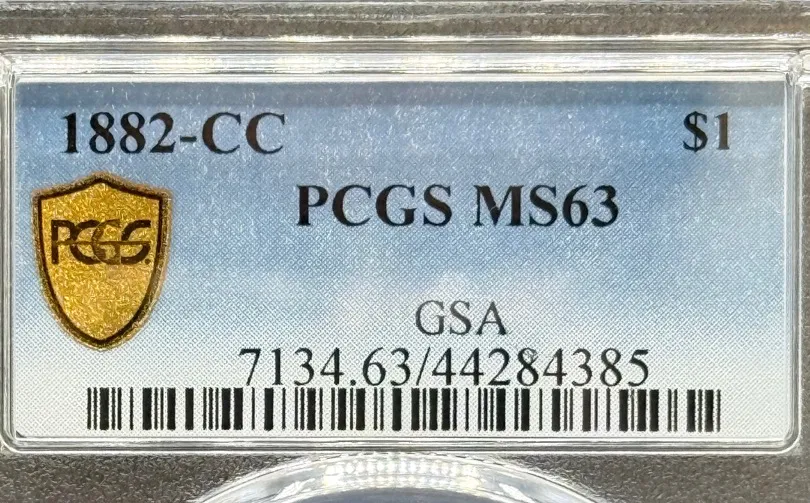 1882-CC $1
PCGS MS63
PCGS.
GSA
7134.63/44284385